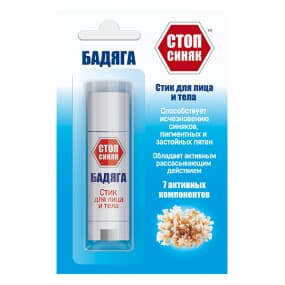 БАДЯГА
СТОП
СИНЯК
Стик для лица
и тела
Способствует
исчезновению
синяков,
пигментных и
застойных пятен
Обладает активным
рассасывающим
действием
7 активных
компонентов
СТОП
СИНЯК
БАДЯГА
Стик
для лица
и тела